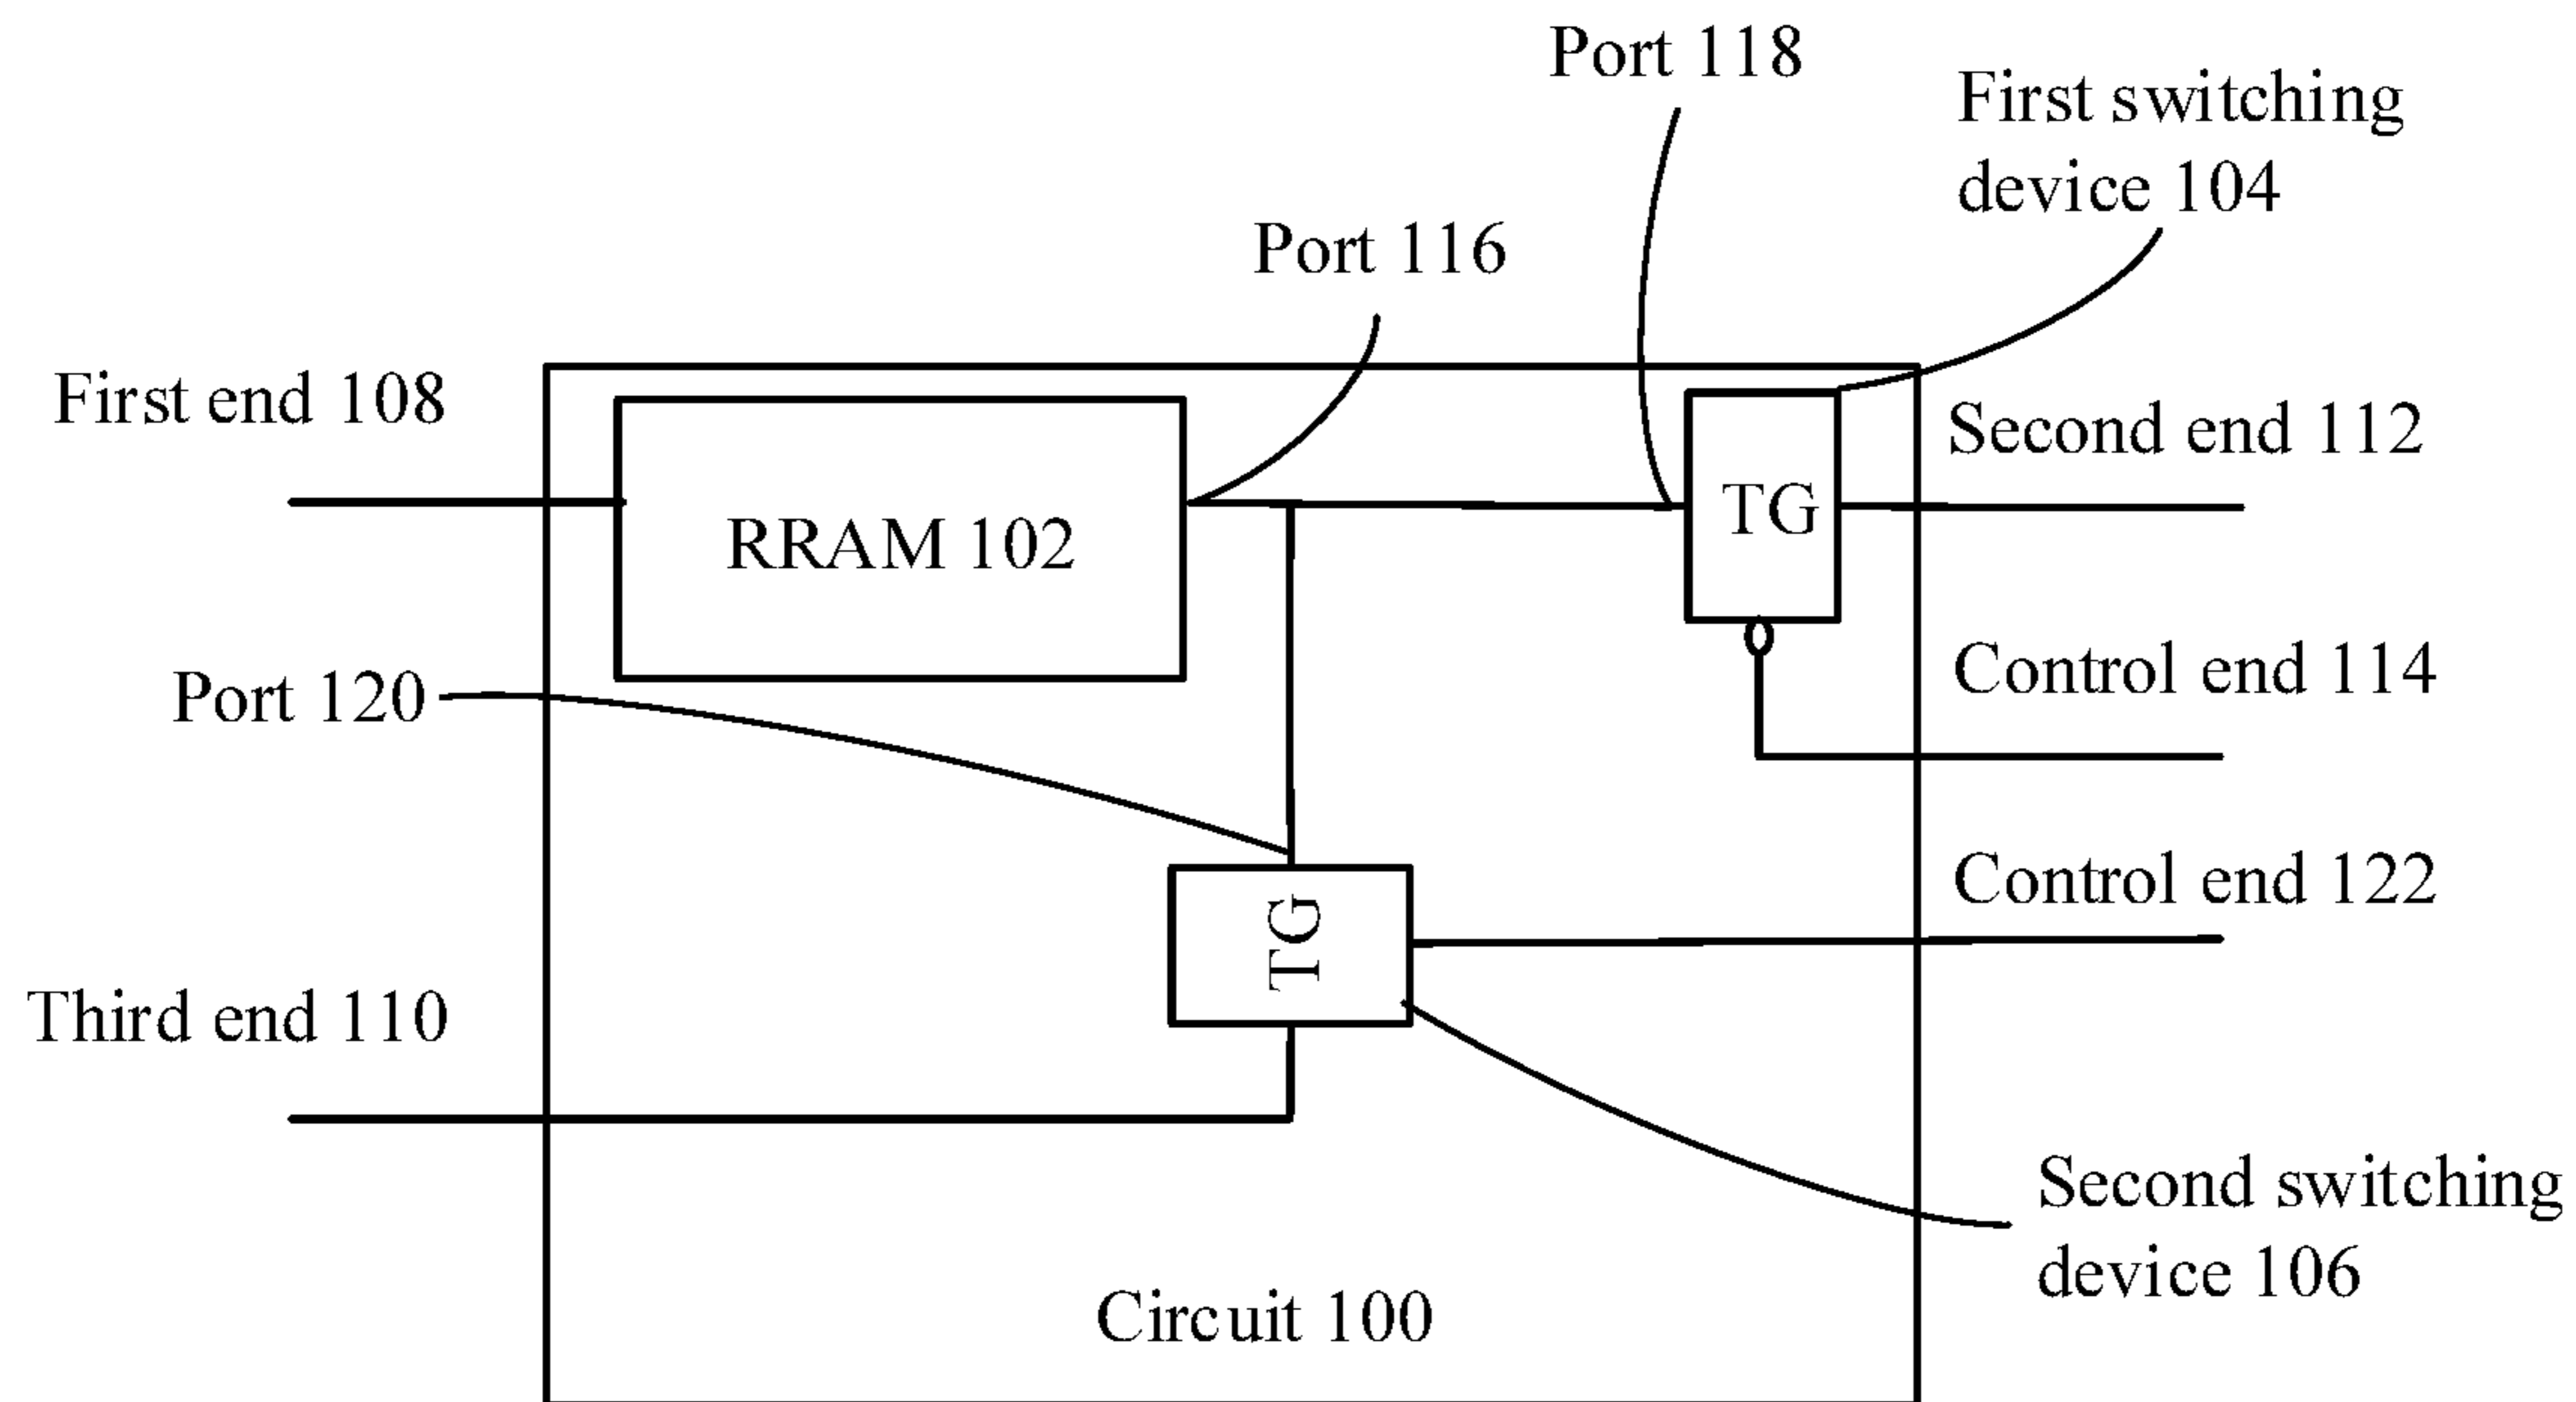 Port 118
First switching
device 104
Port 116
First end 108
Second end 112
TG
RRAM 102
Control end 114
Port 120
Control end 122
TG
Third end 110
Second switching
device 106
Circuit 100